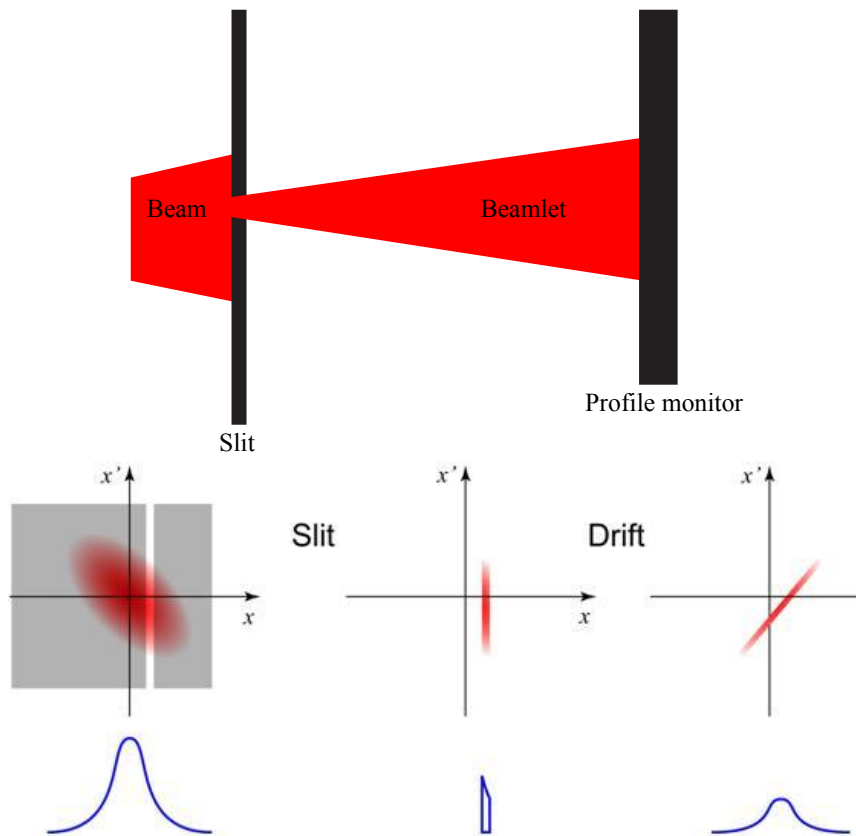 Beam
Beamlet
Profile monitor
Slit
x’
x’
x’
Slit
Drift
x
x